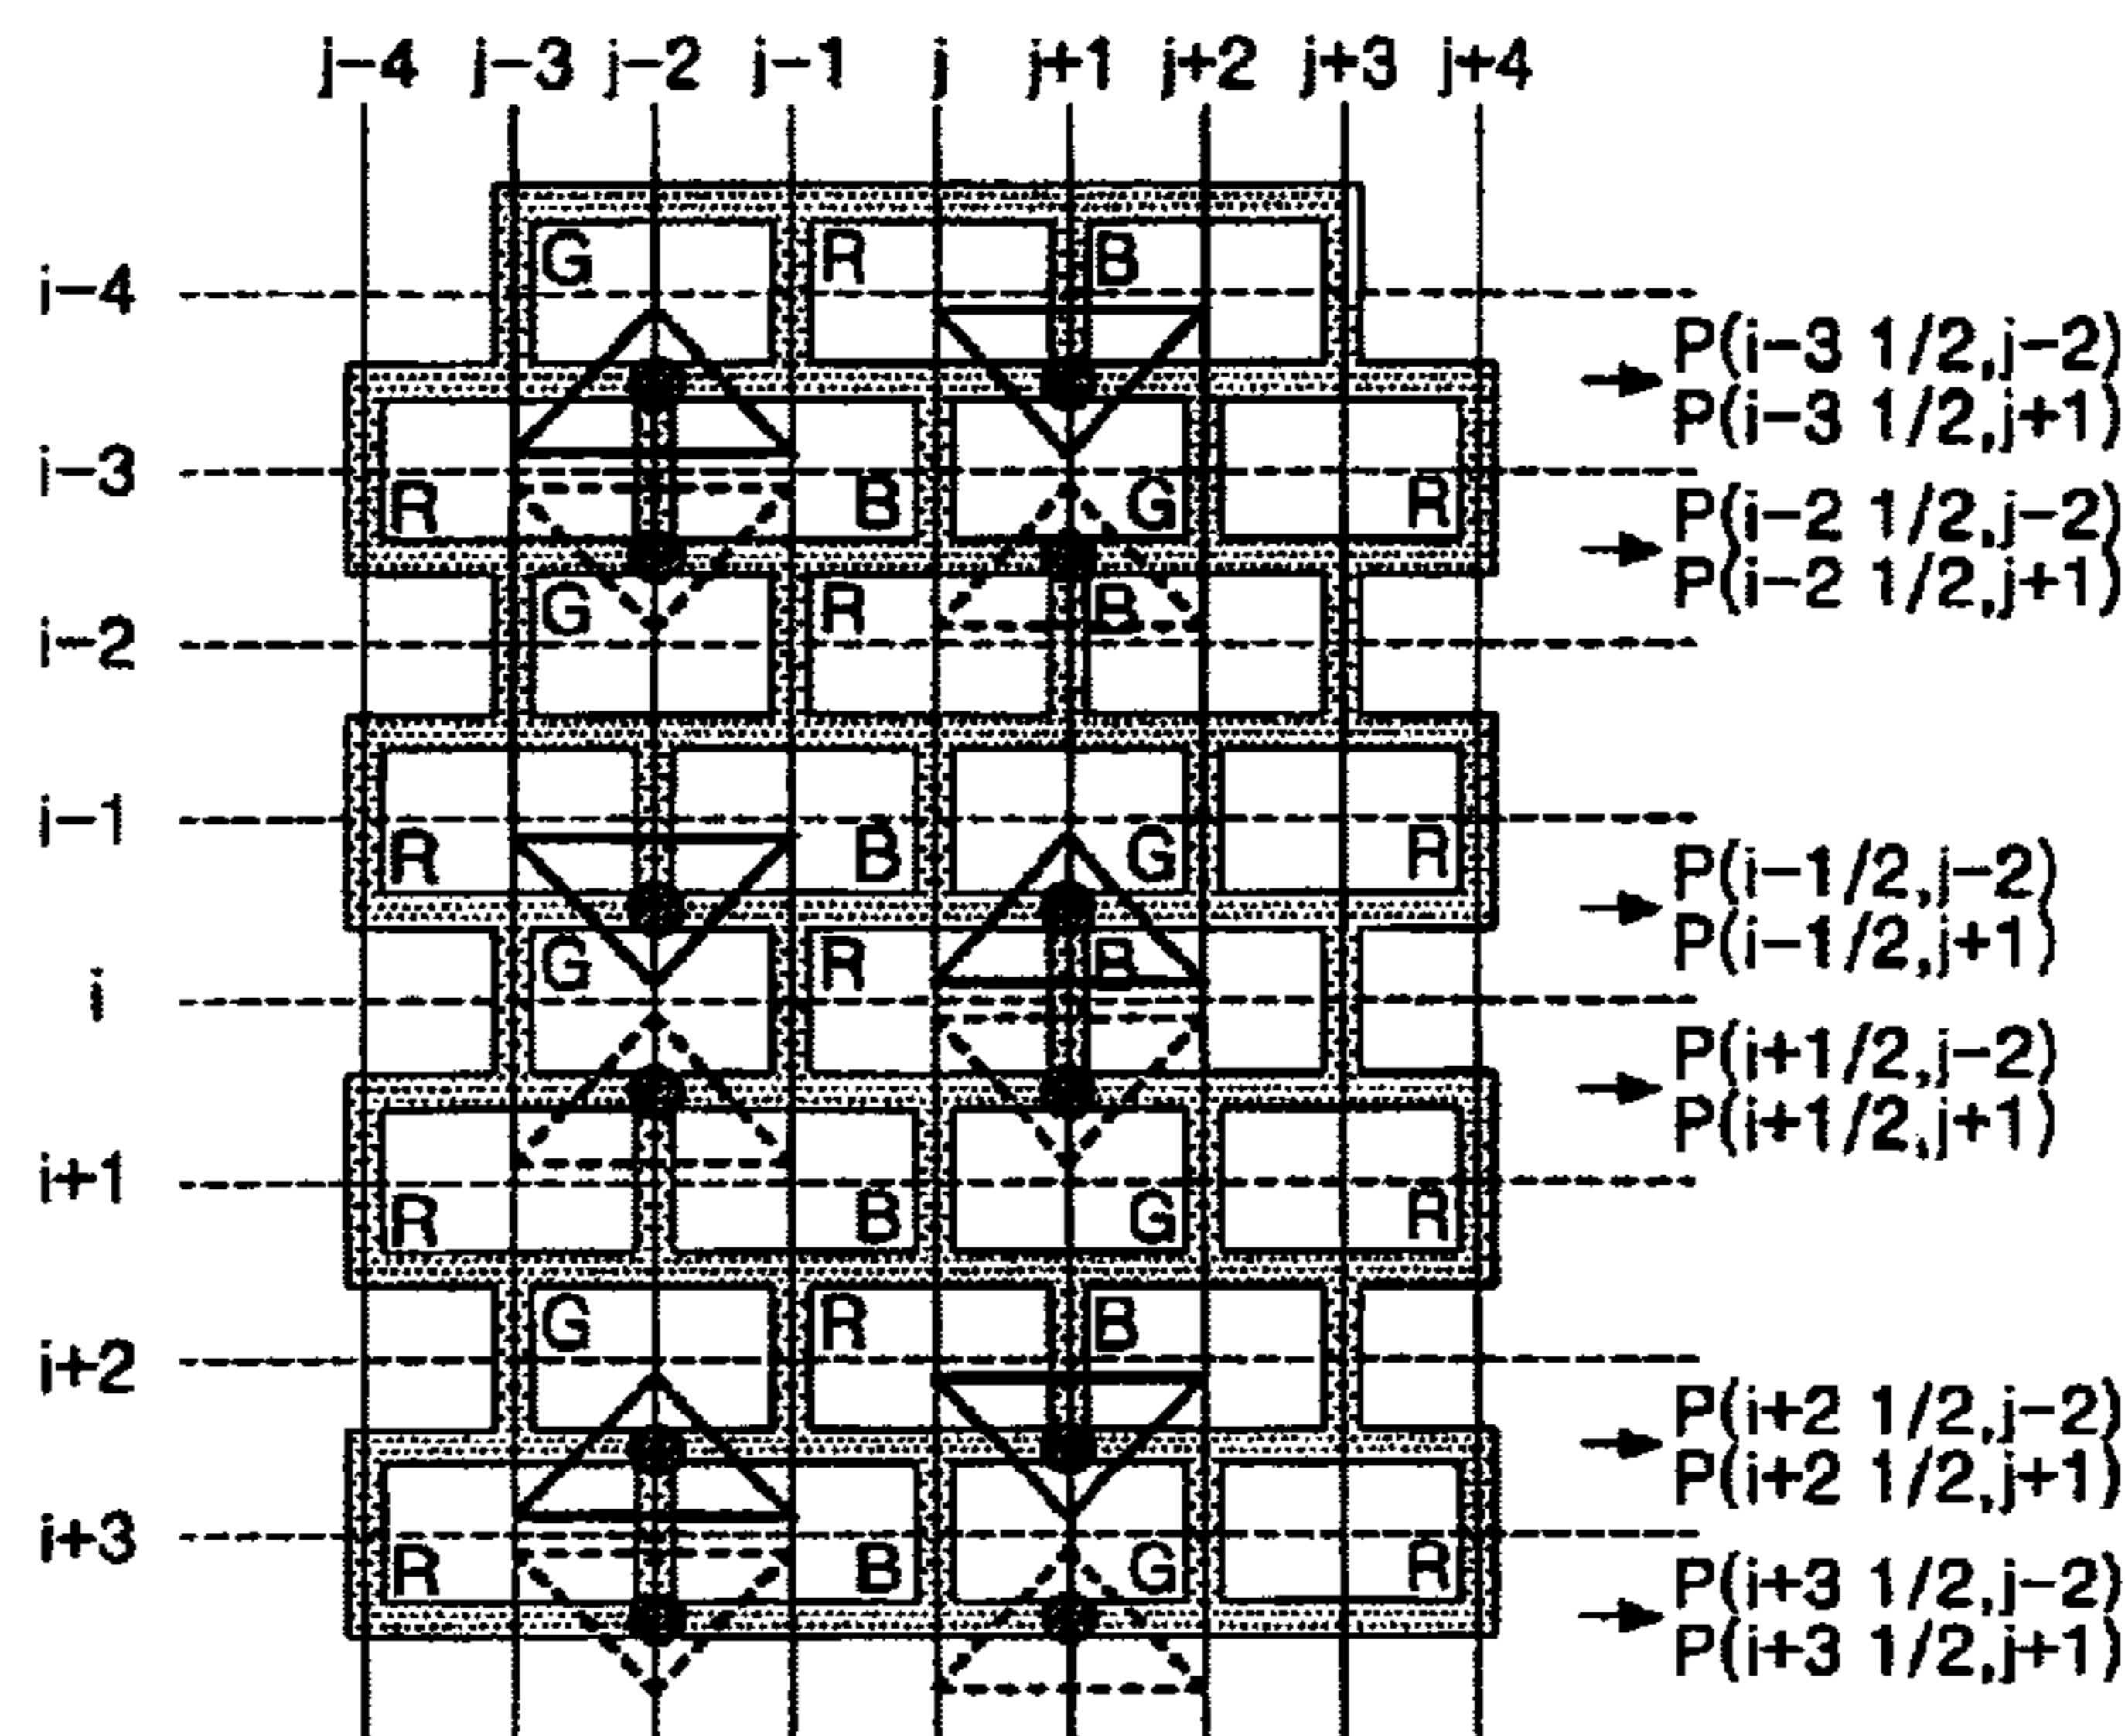 j-4 j-3 j-2 j-1 j j+1 j+2 j+3 j+4
G R B
i-4
P(i-3 1/2,j-2)
P(i-3 1/2,j+1)
i-3
R B G R
P(i-2 1/2,j-2)
P(i-2 1/2,j+1)
G R B
i-2
i-1
R B G R
P(i-1/2,j-2)
P(i-1/2,j+1)
G R B
i
P(i+1/2,j-2)
P(i+1/2,j+1)
i+1
R B G R
G R B
i+2
P(i+2 1/2,j-2)
P(i+2 1/2,j+1)
i+3
R B G R
P(i+3 1/2,j-2)
P(i+3 1/2,j+1)